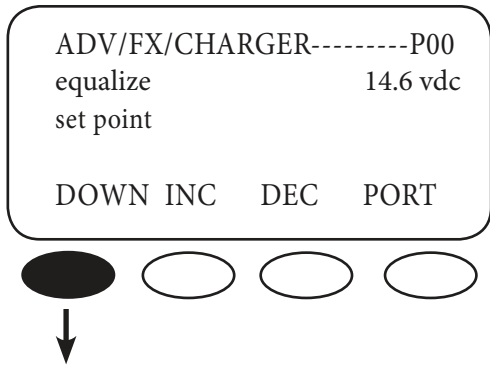 ADV/FX/CHARGER---------P00
equalize 14.6 vdc
set point
DOWN INC DEC PORT